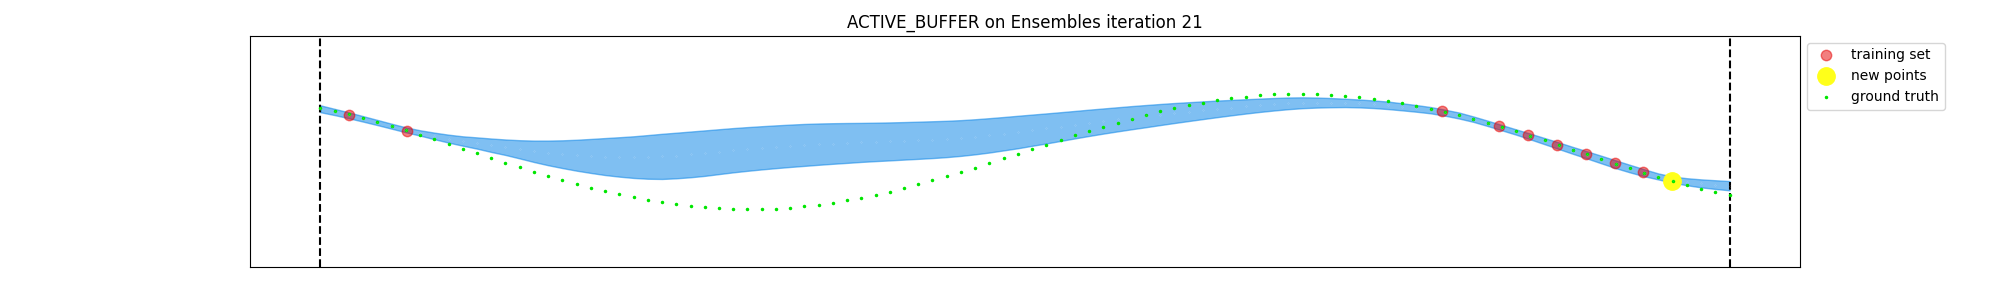 ACTIVE_BUFFER on Ensembles iteration 21
training set
new points
ground truth